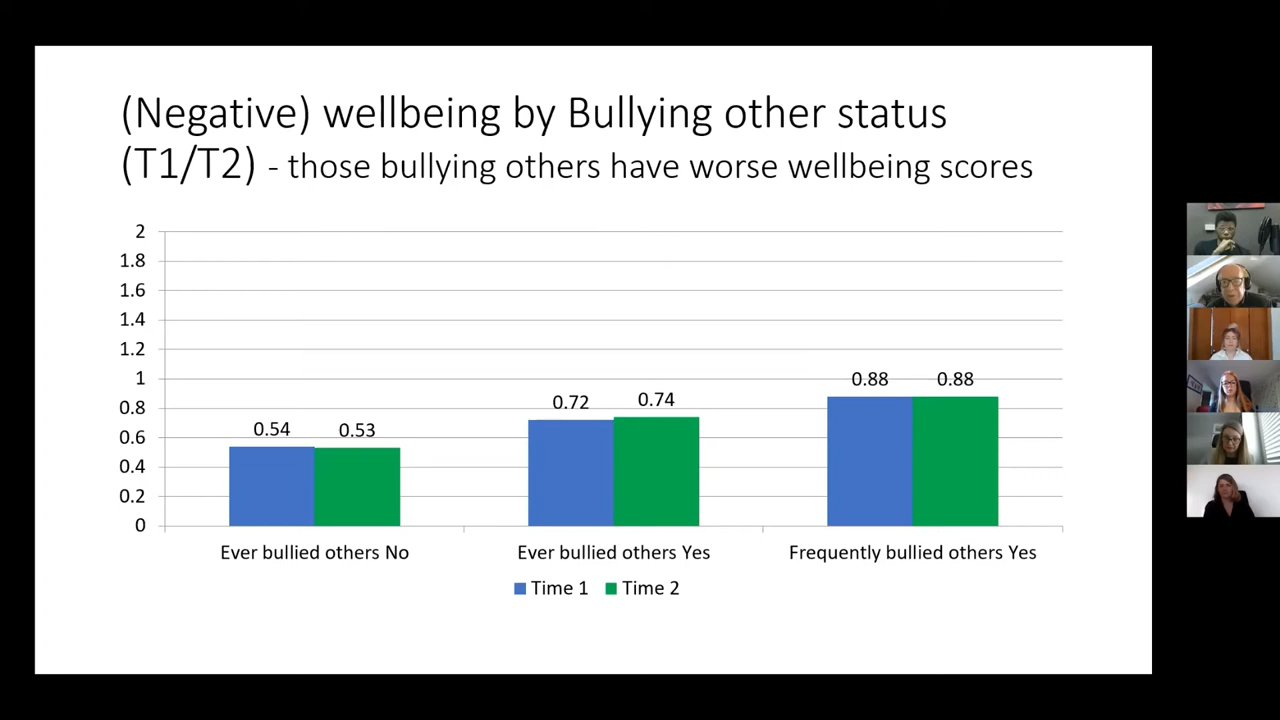 (Negative) wellbeing by Bullying other status
(T1/T2) - those bullying others have worse wellbeing scores
2
1.8
1.6
1.4
1.2
1
0.8
0.6
0.4
0.2
0
0.54
0.53
0.72
0.74
0.88
0.88
Ever bullied others No
Ever bullied others Yes
Frequently bullied others Yes
Time 1
Time 2